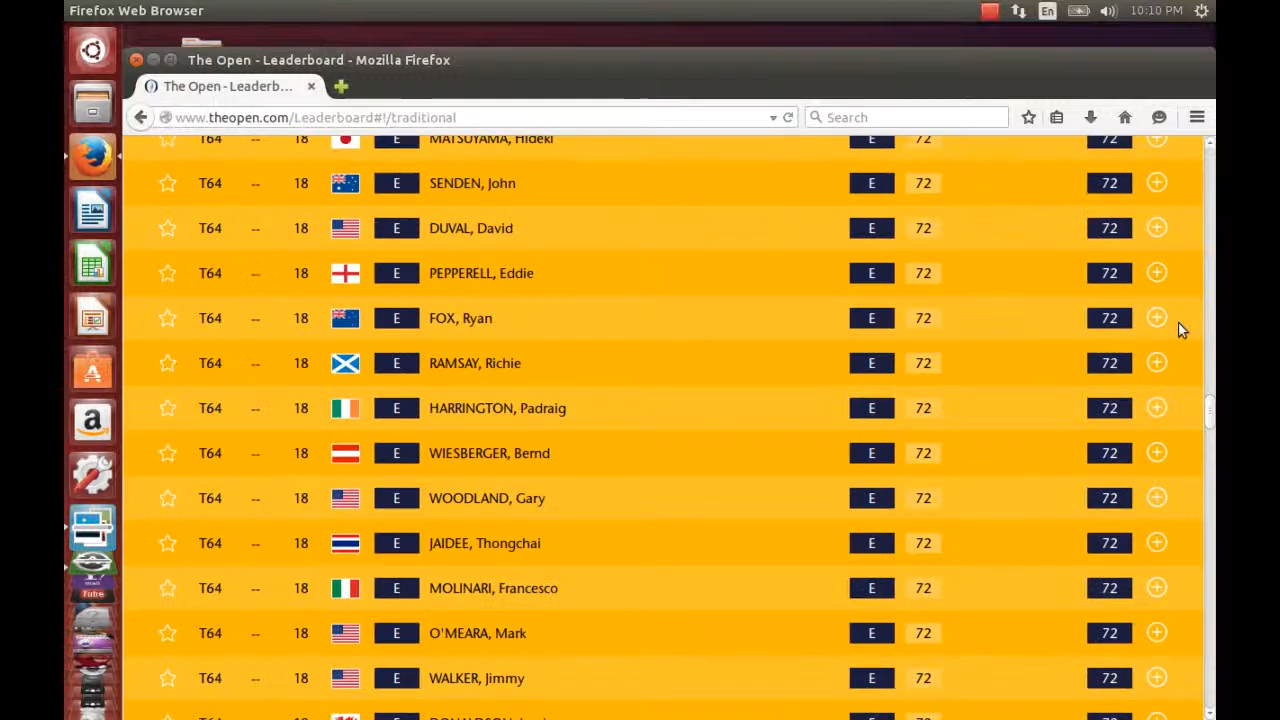 Firefox Web Browser En 10:10 PM
The Open - Leaderboard - Mozilla Firefox
The Open - Leaderb...
www.theopen.com/Leaderboard#!/traditional Search
T64 -- 18 E MATSUYAMA, Hideki E 72 72
T64 -- 18 E SENDEN, John E 72 72
T64 -- 18 E DUVAL, David E 72 72
T64 -- 18 E PEPPERELL, Eddie E 72 72
T64 -- 18 E FOX, Ryan E 72 72
T64 -- 18 E RAMSAY, Richie E 72 72
T64 -- 18 E HARRINGTON, Padraig E 72 72
T64 -- 18 E WIESBERGER, Bernd E 72 72
T64 -- 18 E WOODLAND, Gary E 72 72
T64 -- 18 E JAIDEE, Thongchai E 72 72
T64 -- 18 E MOLINARI, Francesco E 72 72
T64 -- 18 E O'MEARA, Mark E 72 72
T64 -- 18 E WALKER, Jimmy E 72 72
Tube